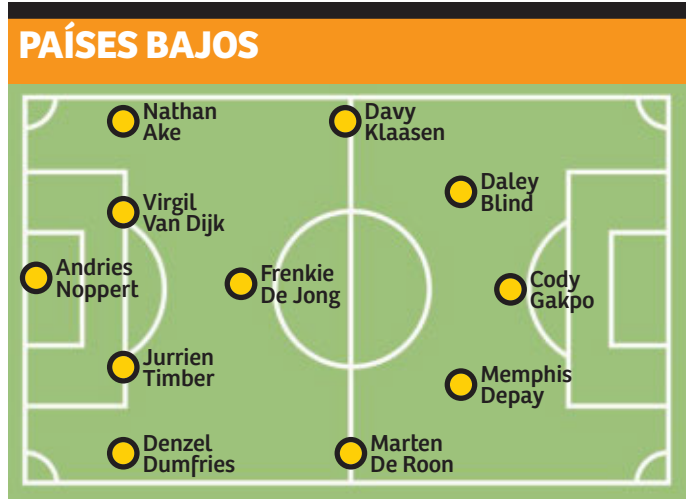 PAÍSES BAJOS
Nathan
Ake
Davy
Klaasen
Virgil
Van Dijk
Daley
Blind
Andries
Noppert
Frenkie
De Jong
Cody
Gakpo
Jurrien
Timber
Memphis
Depay
Denzel
Dumfries
Marten
De Roon